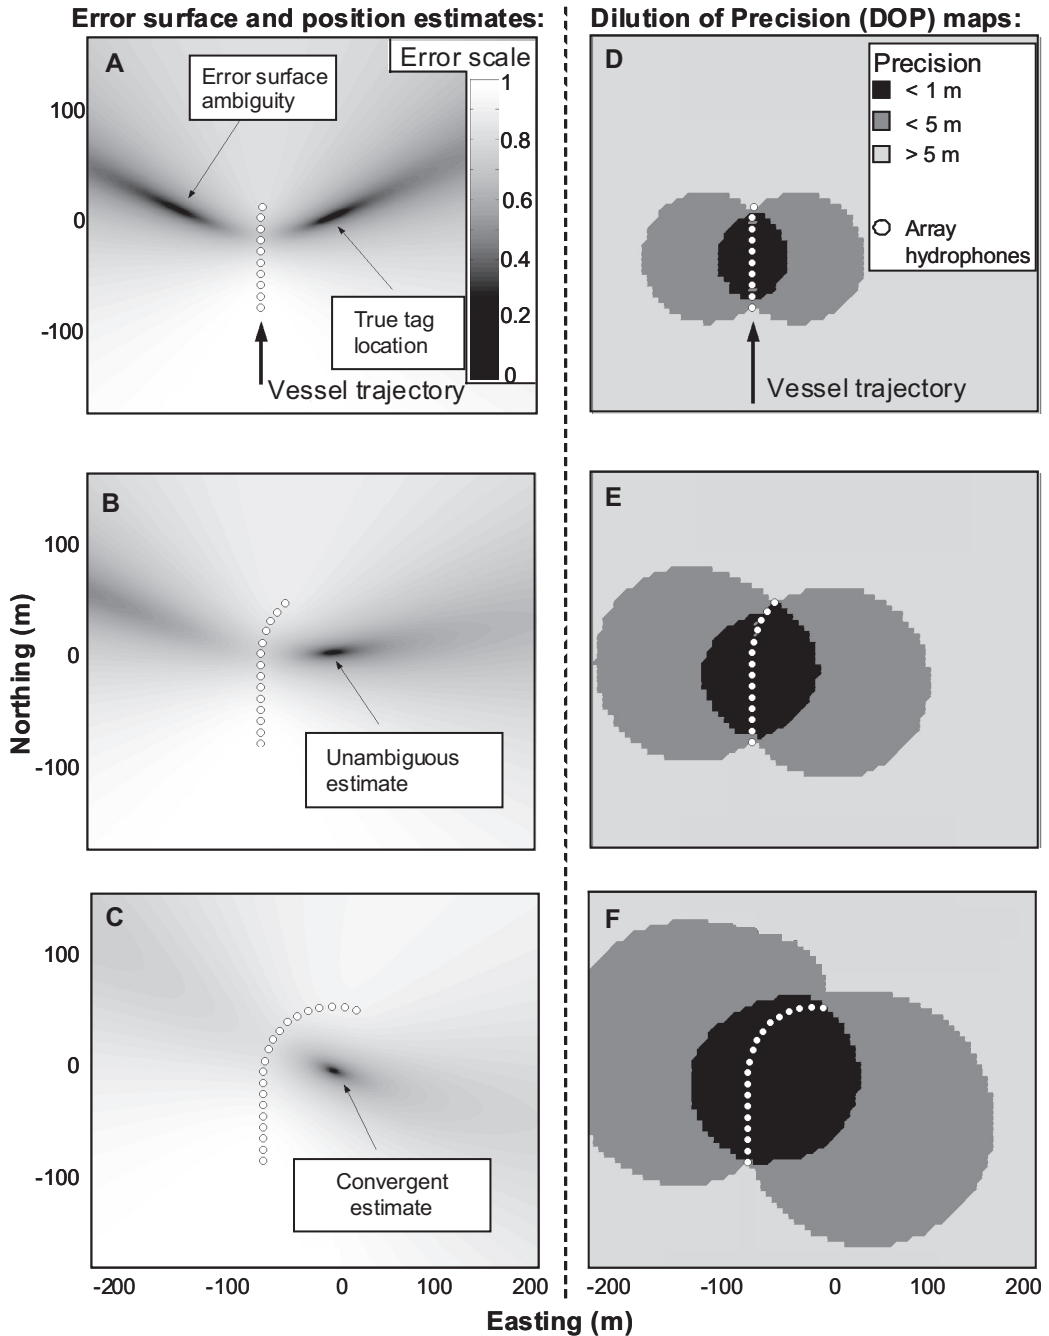 Error surface and position estimates:
Dilution of Precision (DOP) maps:
A
Error surface
ambiguity
Error scale
1
0.8
0.6
0.4
0.2
0
100
0
-100
True tag
location
Vessel trajectory
D
Precision
< 1 m
< 5 m
> 5 m
Array
hydrophones
Vessel trajectory
B
100
0
-100
Unambiguous
estimate
E
Northing (m)
C
100
0
-100
Convergent
estimate
F
-200 -100 0 100 200
-200 -100 0 100 200
Easting (m)